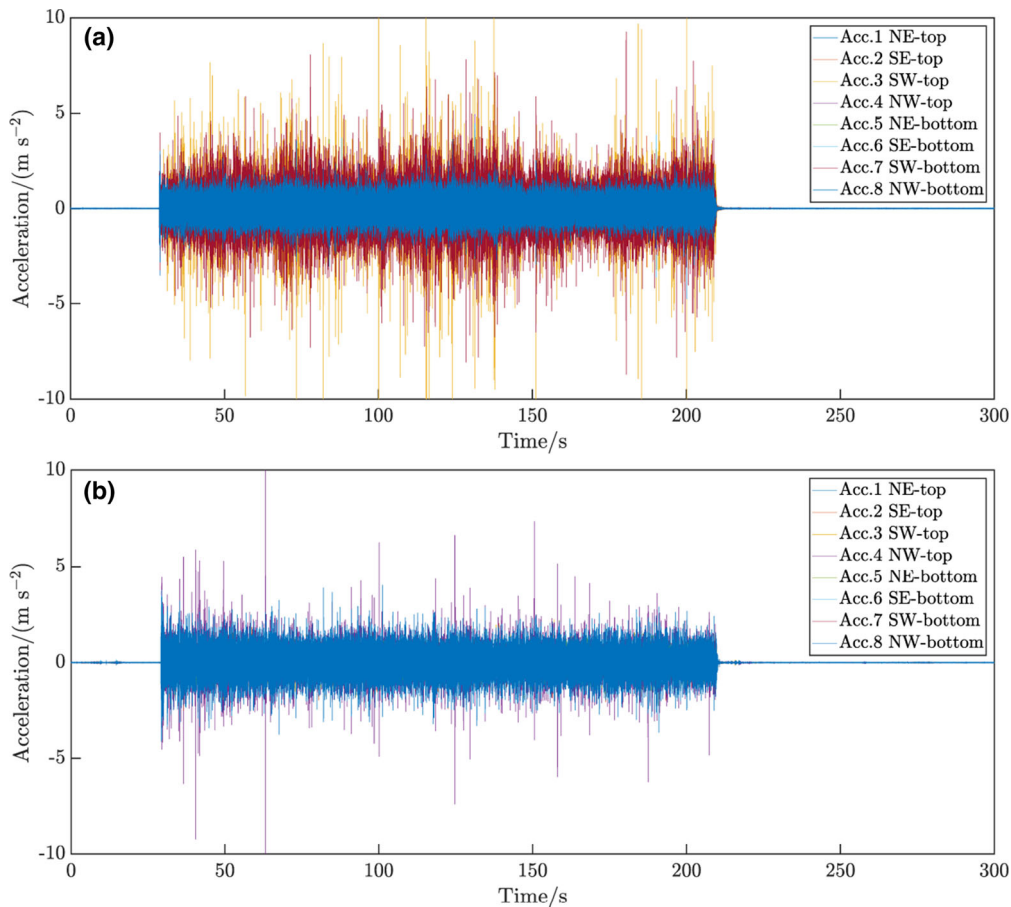 (a)
10
5
0
-5
-10
Acceleration/(m s⁻²)
Acc.1 NE-top
Acc.2 SE-top
Acc.3 SW-top
Acc.4 NW-top
Acc.5 NE-bottom
Acc.6 SE-bottom
Acc.7 SW-bottom
Acc.8 NW-bottom
0 50 100 150 200 250 300
Time/s
(b)
10
5
0
-5
-10
Acceleration/(m s⁻²)
Acc.1 NE-top
Acc.2 SE-top
Acc.3 SW-top
Acc.4 NW-top
Acc.5 NE-bottom
Acc.6 SE-bottom
Acc.7 SW-bottom
Acc.8 NW-bottom
0 50 100 150 200 250 300
Time/s